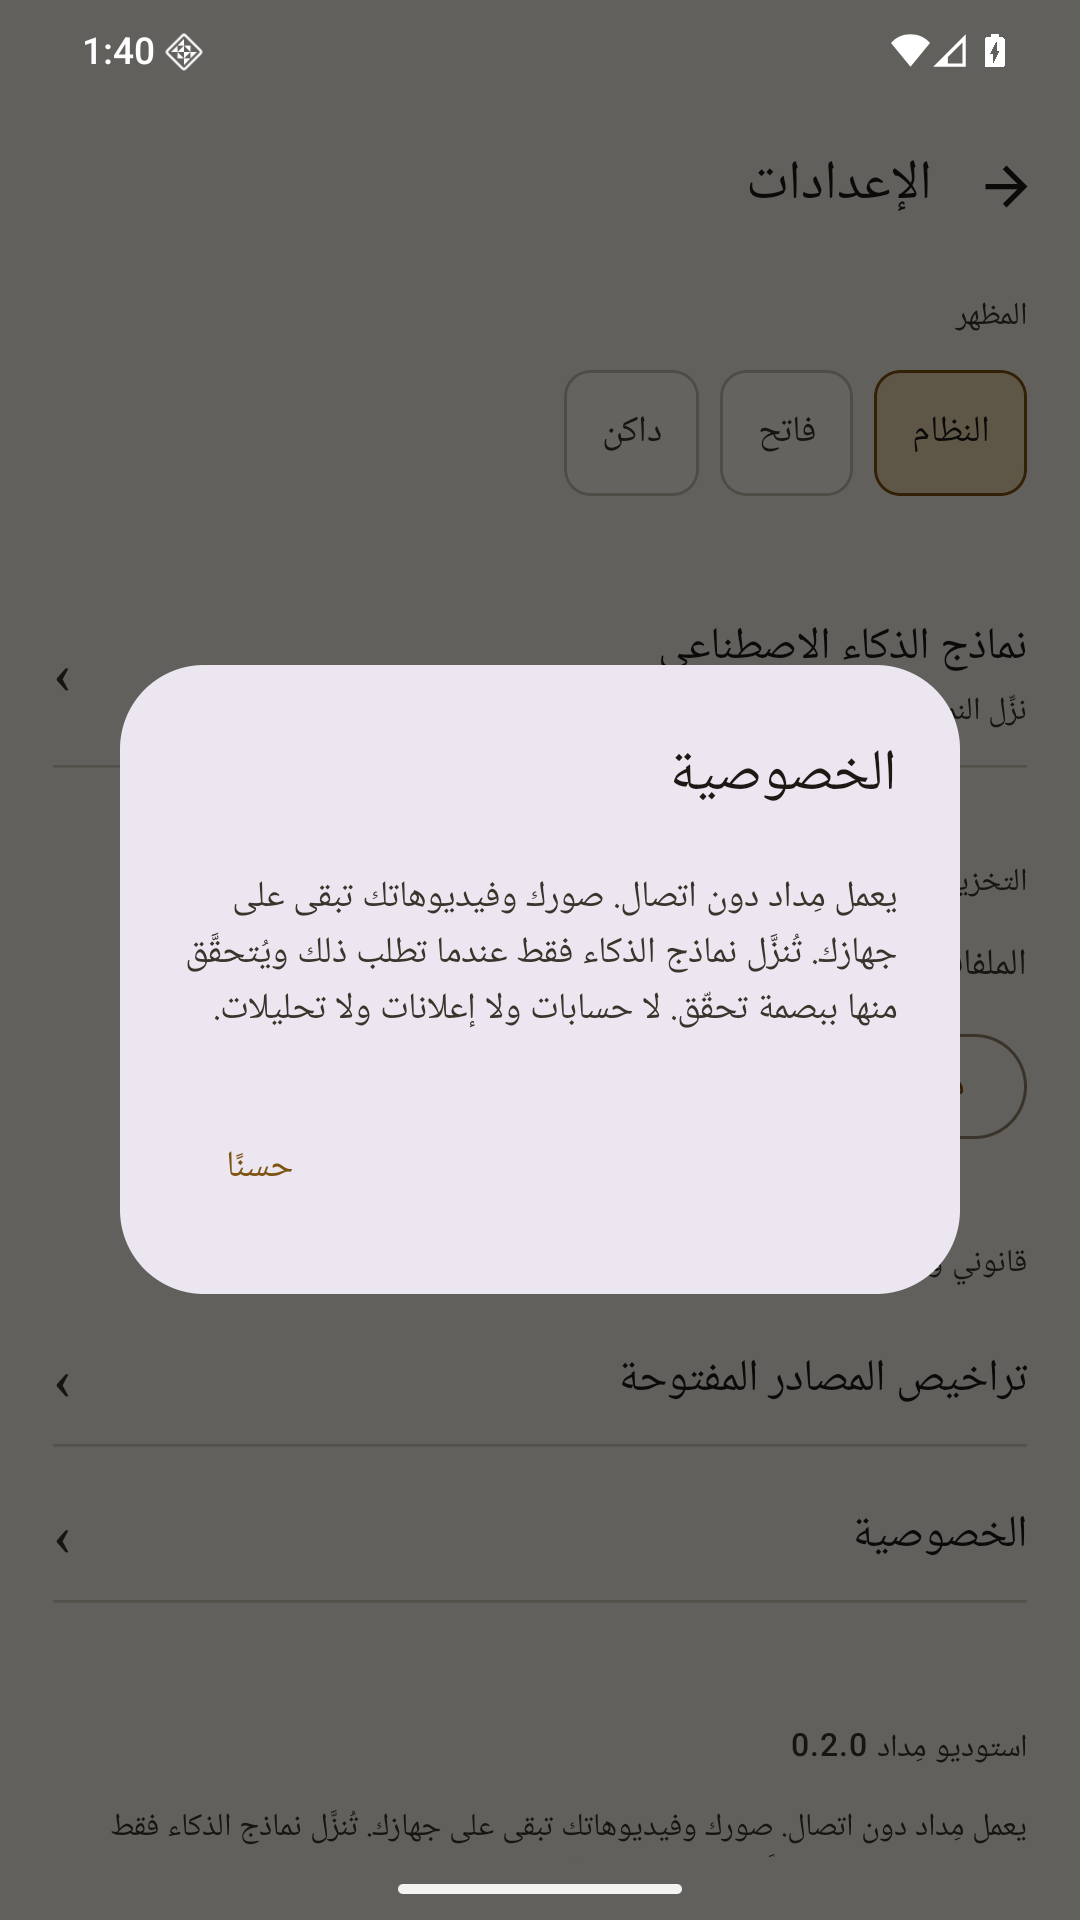 1:40
الإعدادات
المظهر
النظام
فاتح
داكن
نماذج الذكاء الاصطناعي
نزِّل
الخصوصية
يعمل مِداد دون اتصال. صورك وفيديوهاتك تبقى على
جهازك. تُنزَّل نماذج الذكاء فقط عندما تطلب ذلك ويُتحقَّق
منها ببصمة تحقّق. لا حسابات ولا إعلانات ولا تحليلات.
حسنًا
قانوني
تراخيص المصادر المفتوحة
الخصوصية
استوديو مِداد 0.2.0
يعمل مِداد دون اتصال. صورك وفيديوهاتك تبقى على جهازك. تُنزَّل نماذج الذكاء فقط